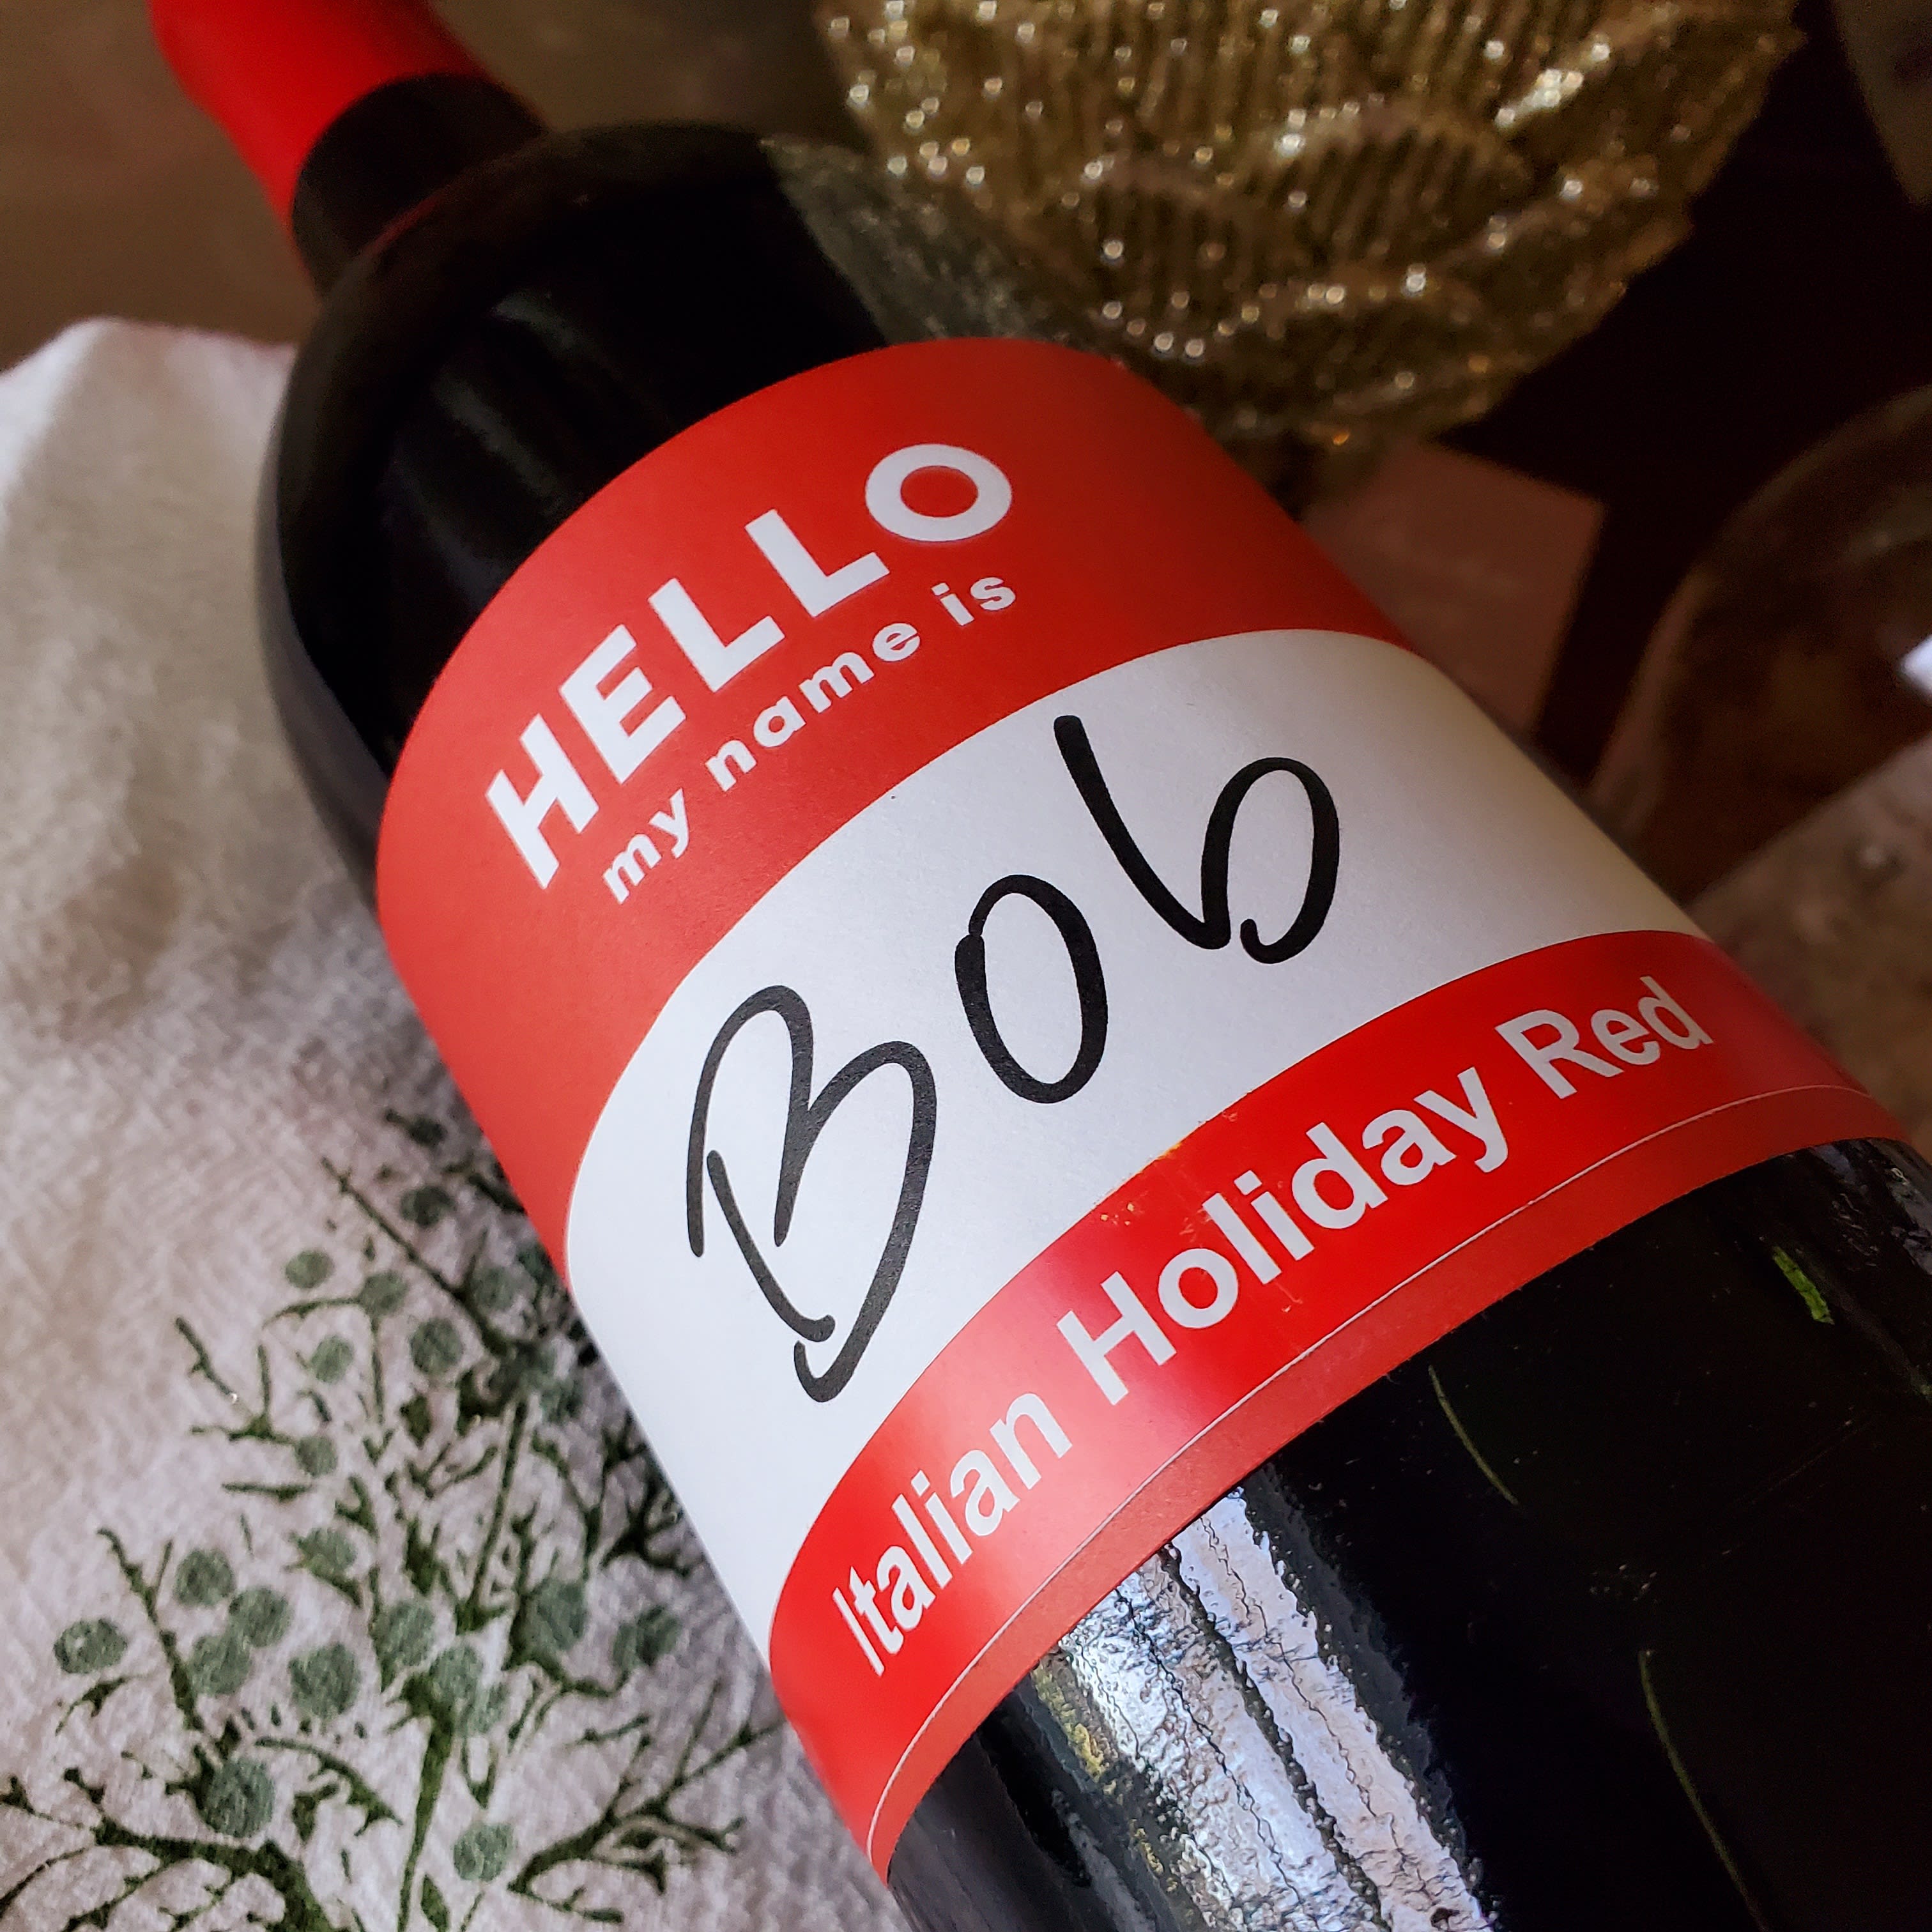 HELLO
my name is
Bob
Italian Holiday Red